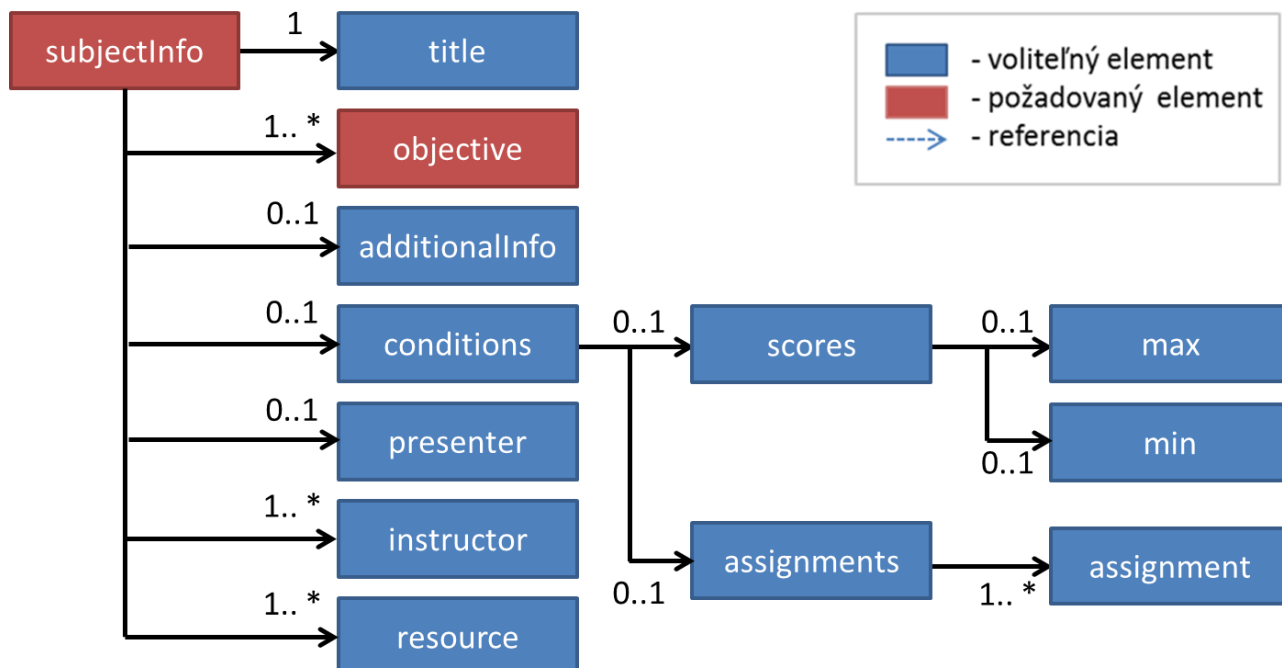 subjectInfo
1
title
- voliteľný element
- požadovaný element
- referencia
1.. *
objective
0..1
additionalInfo
0..1
conditions
0..1
scores
0..1
max
0..1
min
0..1
presenter
1.. *
instructor
0..1
assignments
1.. *
assignment
1.. *
resource